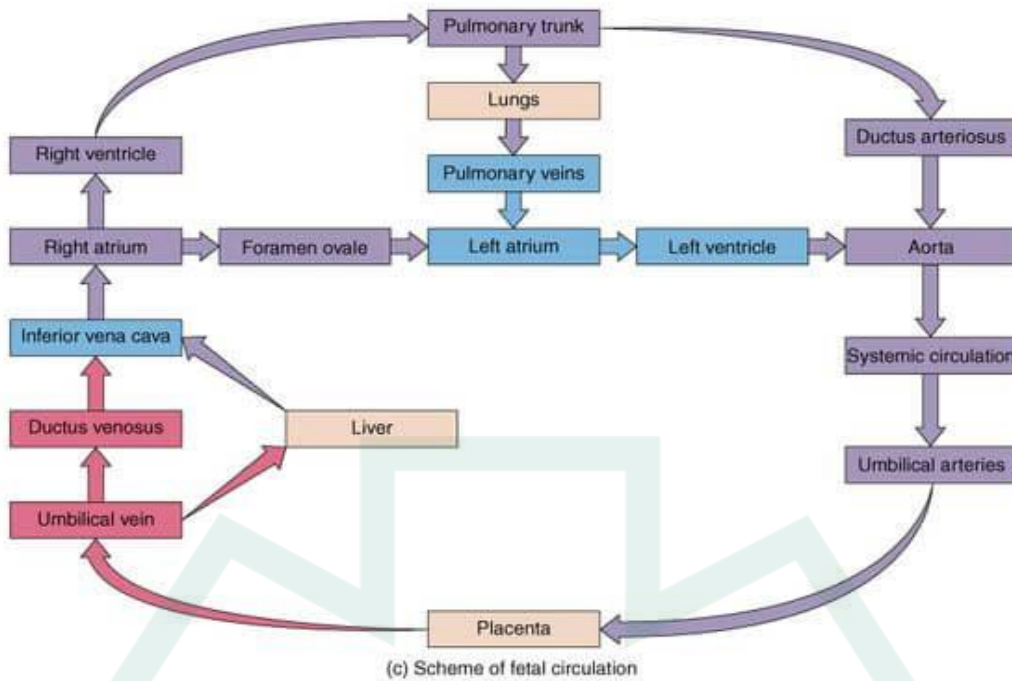 Pulmonary trunk
Lungs
Right ventricle
Ductus arteriosus
Pulmonary veins
Right atrium
Foramen ovale
Left atrium
Left ventricle
Aorta
Inferior vena cava
Systemic circulation
Ductus venosus
Liver
Umbilical arteries
Umbilical vein
Placenta
(c) Scheme of fetal circulation